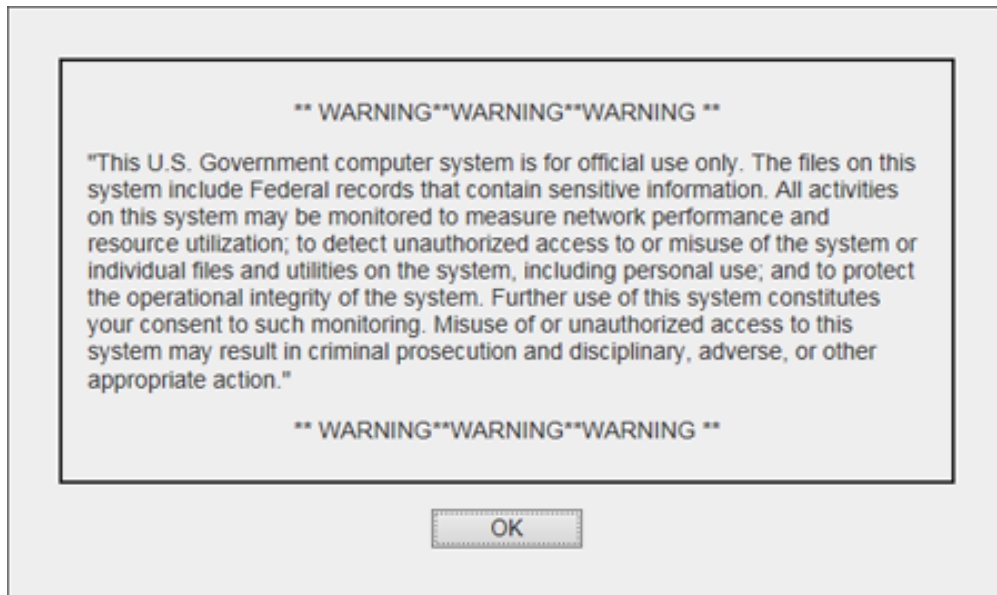 ** WARNING**WARNING**WARNING **
"This U.S. Government computer system is for official use only. The files on this
system include Federal records that contain sensitive information. All activities
on this system may be monitored to measure network performance and
resource utilization; to detect unauthorized access to or misuse of the system or
individual files and utilities on the system, including personal use; and to protect
the operational integrity of the system. Further use of this system constitutes
your consent to such monitoring. Misuse of or unauthorized access to this
system may result in criminal prosecution and disciplinary, adverse, or other
appropriate action."
** WARNING**WARNING**WARNING **
OK